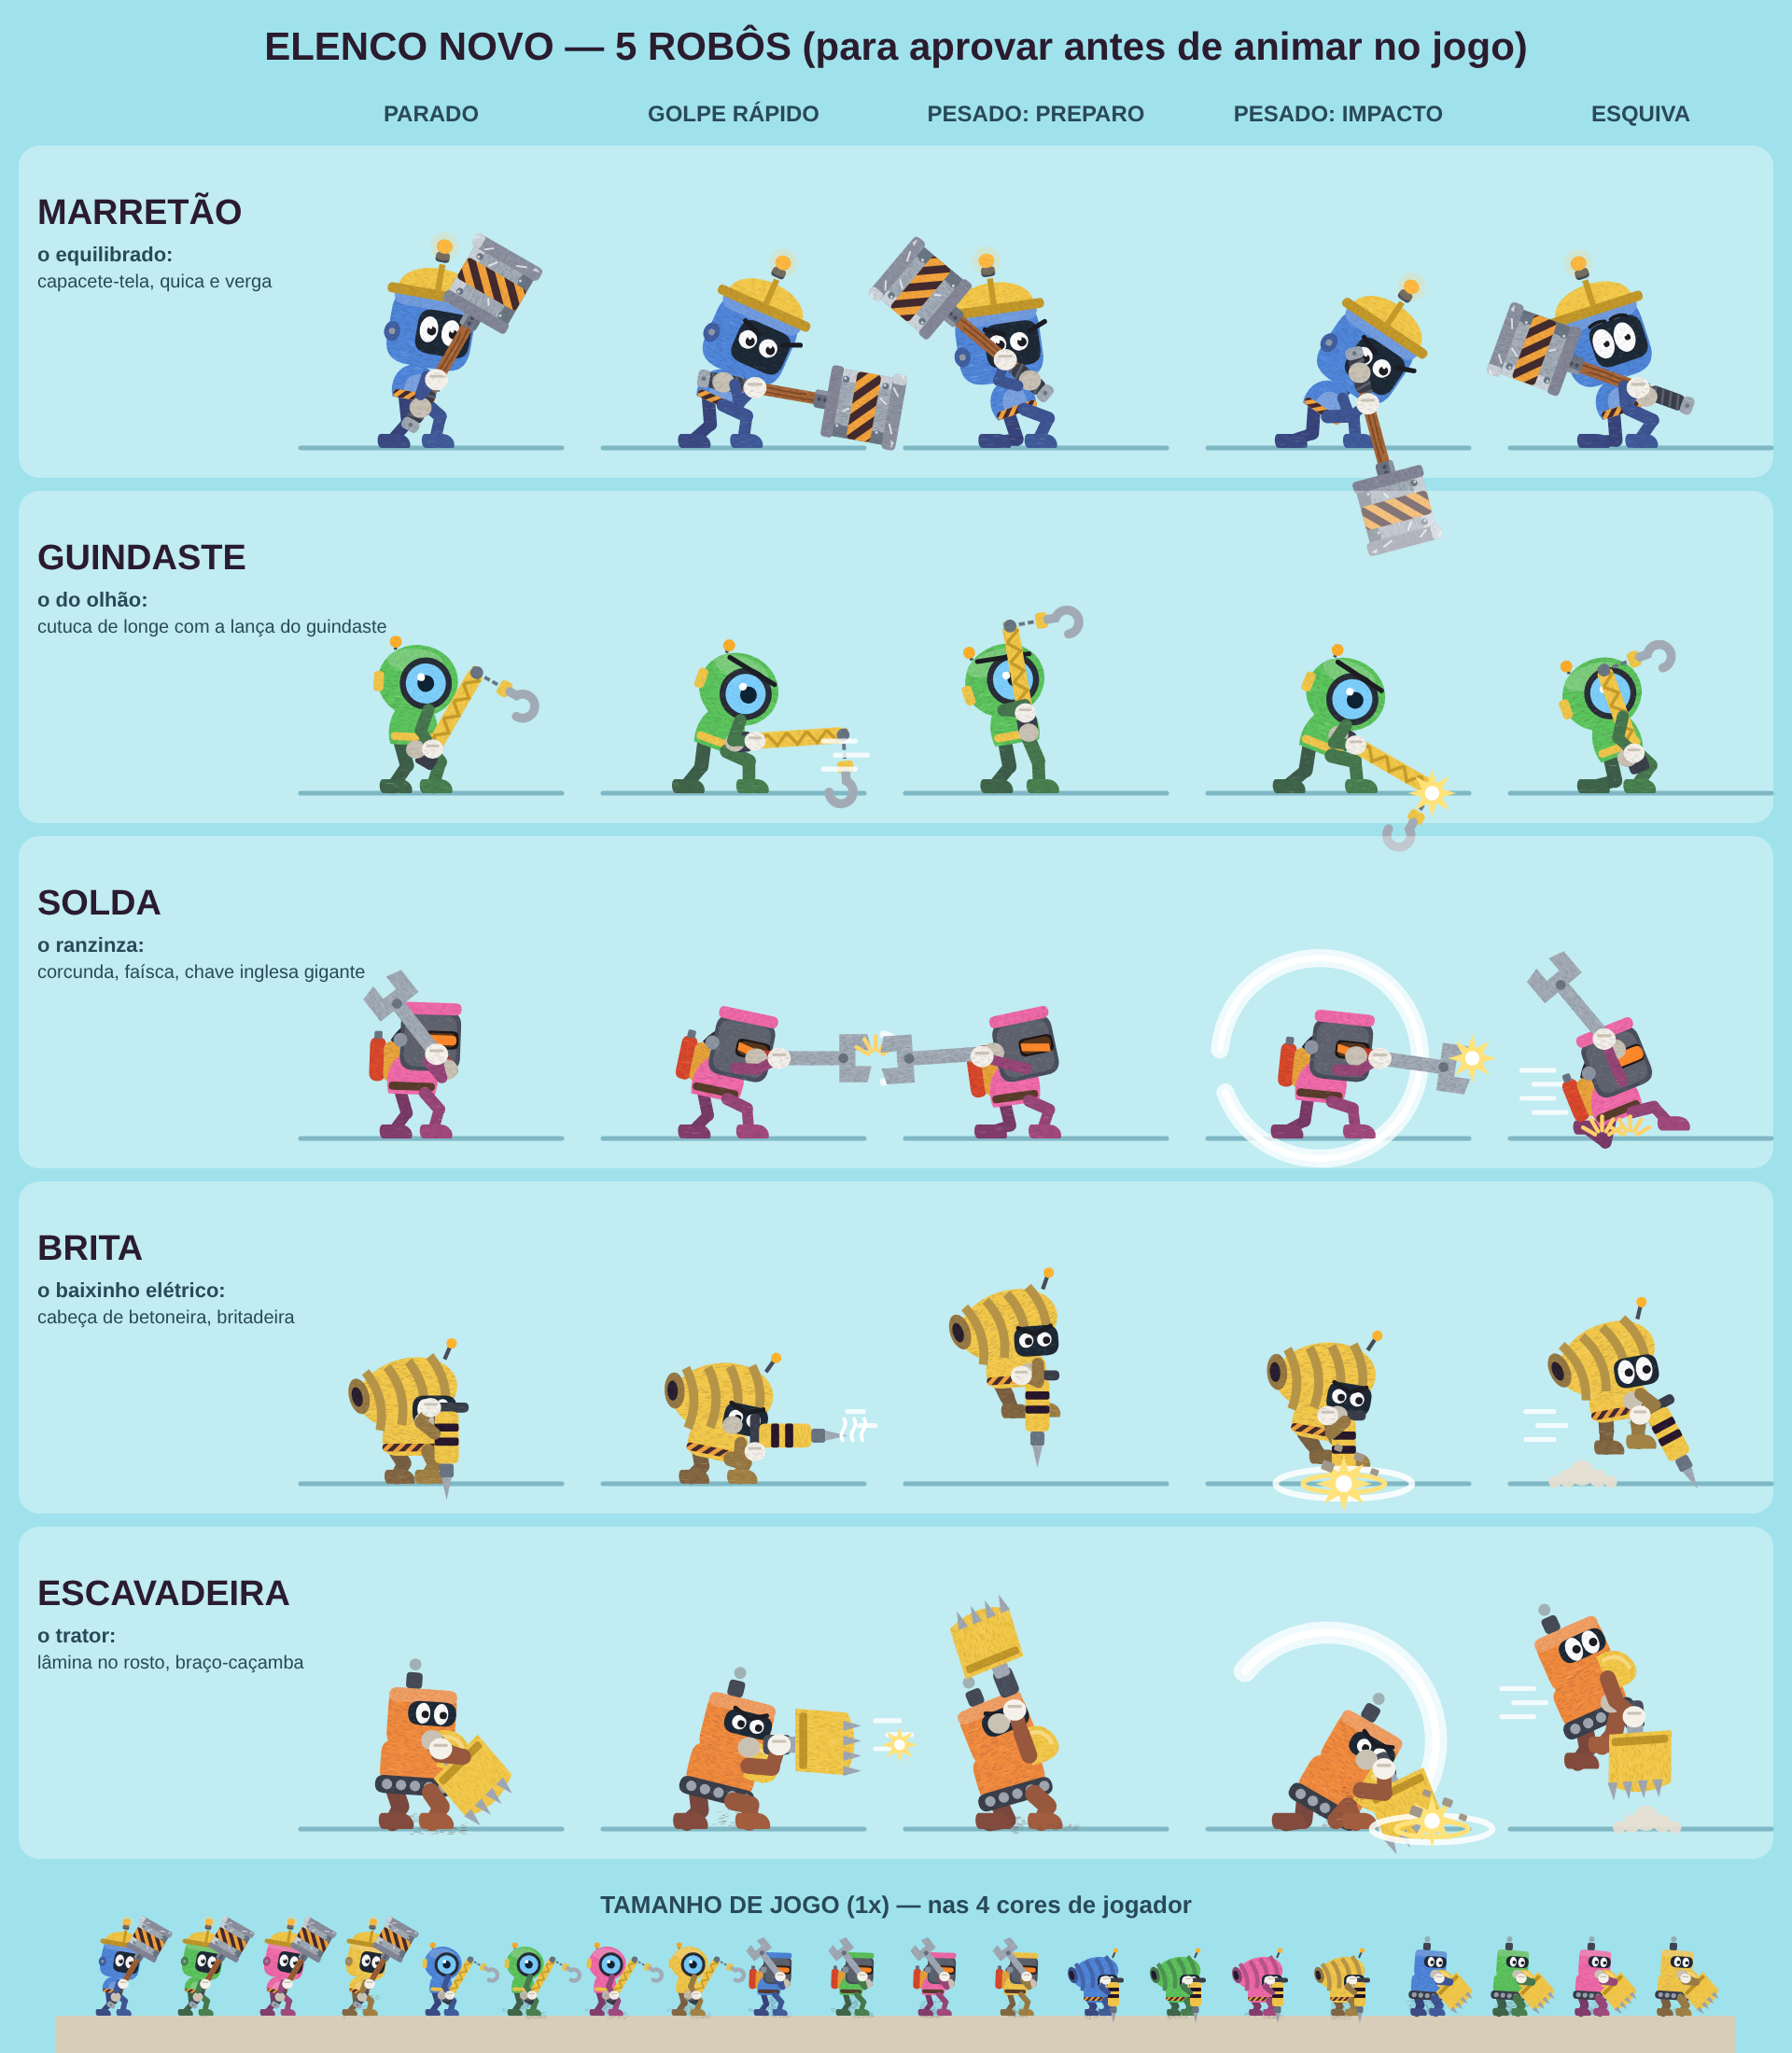 ELENCO NOVO — 5 ROBÔS (para aprovar antes de animar no jogo)
PARADO
GOLPE RÁPIDO
PESADO: PREPARO
PESADO: IMPACTO
ESQUIVA
MARRETÃO
o equilibrado:
capacete-tela, quica e verga
GUINDASTE
o do olhão:
cutuca de longe com a lança do guindaste
SOLDA
o ranzinza:
corcunda, faísca, chave inglesa gigante
BRITA
o baixinho elétrico:
cabeça de betoneira, britadeira
ESCAVADEIRA
o trator:
lâmina no rosto, braço-caçamba
TAMANHO DE JOGO (1x) — nas 4 cores de jogador